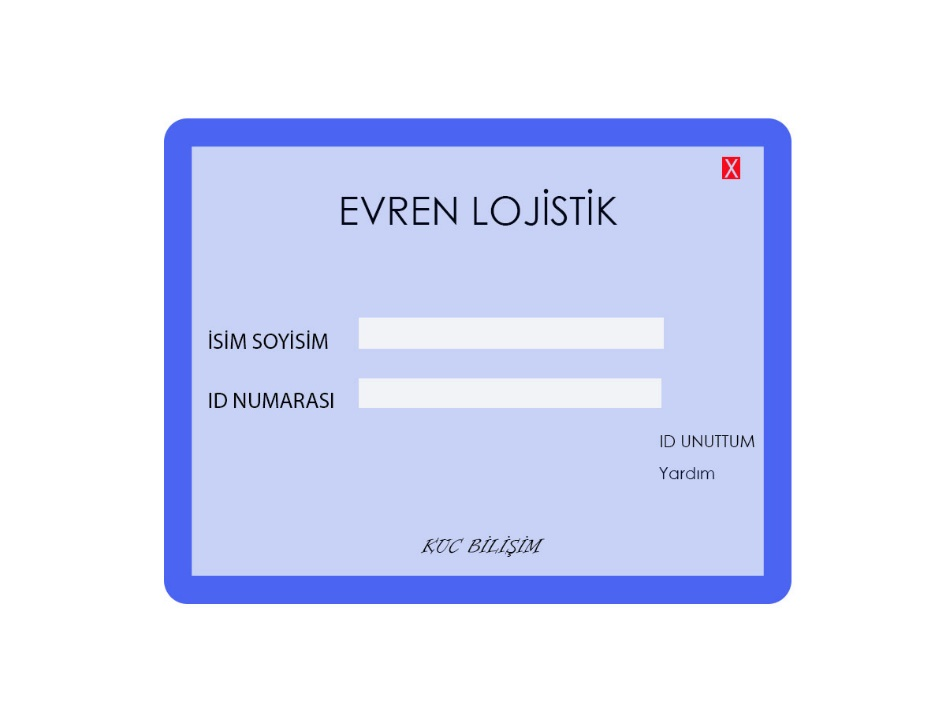 X
EVREN LOJİSTİK
İSİM SOYİSİM
ID NUMARASI
ID UNUTTUM
Yardım
KUC BİLİŞİM